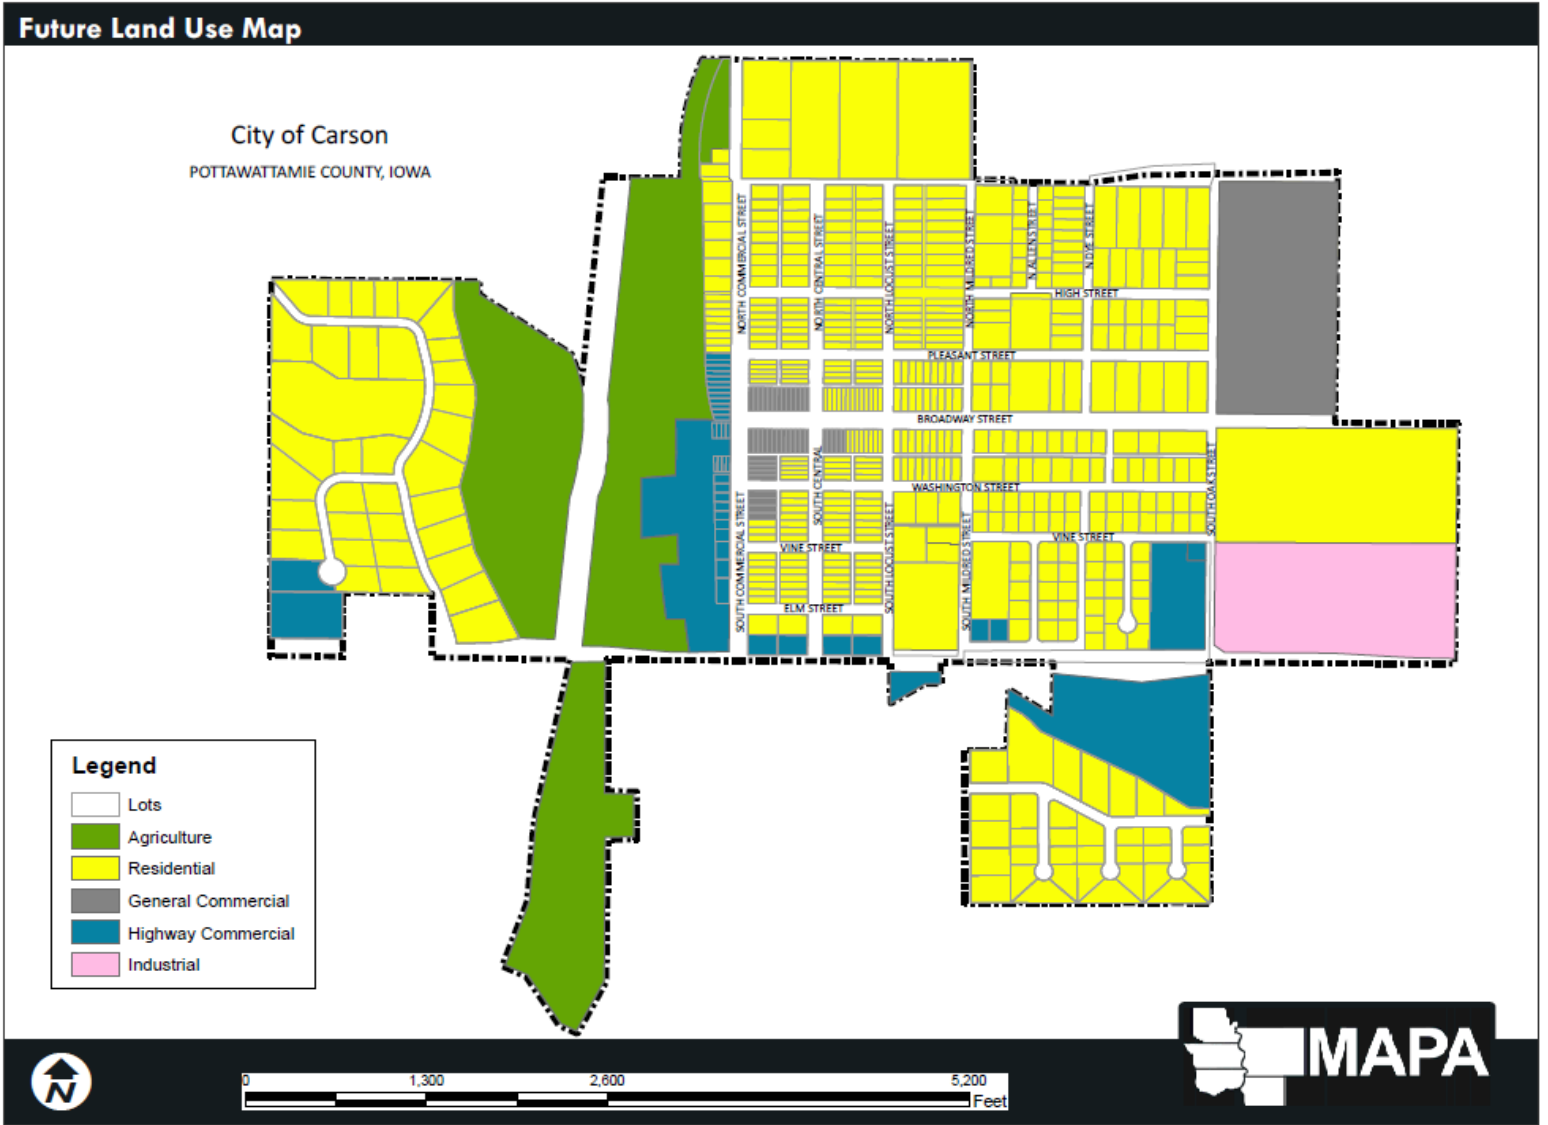 Future Land Use Map
City of Carson
POTTAWATTAMIE COUNTY, IOWA
NORTH COMMERCIAL STREET
NORTH CENTRAL STREET
NORTH LOCUST STREET
NORTH MILDRED STREET
N ALLEN STREET
N DYE STREET
HIGH STREET
PLEASANT STREET
BROADWAY STREET
WASHINGTON STREET
SOUTH COMMERCIAL STREET
SOUTH CENTRAL
SOUTH LOCUST STREET
SOUTH MILDRED STREET
SOUTH OAK STREET
VINE STREET
VINE STREET
ELM STREET
Legend
Lots
Agriculture
Residential
General Commercial
Highway Commercial
Industrial
N
0 1,300 2,600 5,200
Feet
MAPA